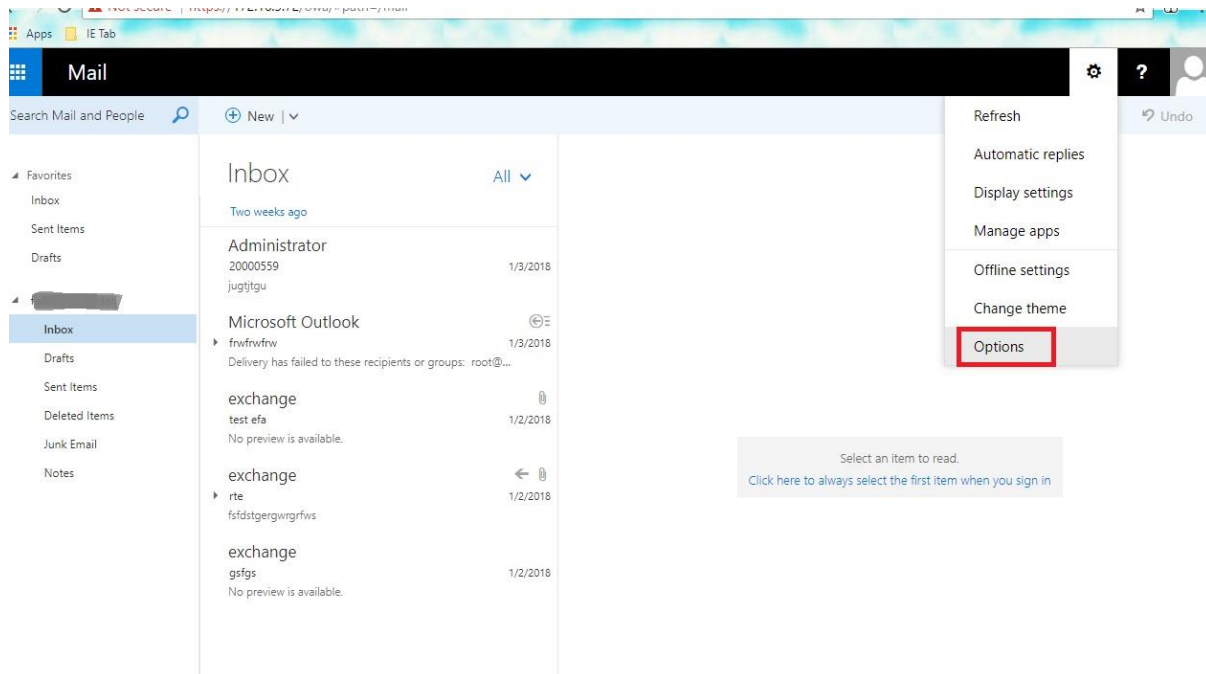 Apps IE Tab
Mail ?
Search Mail and People
New
Undo
Refresh
Automatic replies
Display settings
Manage apps
Offline settings
Change theme
Options
Favorites
Inbox
Sent Items
Drafts
Inbox
Drafts
Sent Items
Deleted Items
Junk Email
Notes
Inbox All
Two weeks ago
Administrator
20000559 1/3/2018
jugtjtgu
Microsoft Outlook
frwfrwfrw 1/3/2018
Delivery has failed to these recipients or groups: root@...
exchange
test efa 1/2/2018
No preview is available.
exchange
rte 1/2/2018
fsfdstgergwrgrfws
exchange
gsfgs 1/2/2018
No preview is available.
Select an item to read.
Click here to always select the first item when you sign in